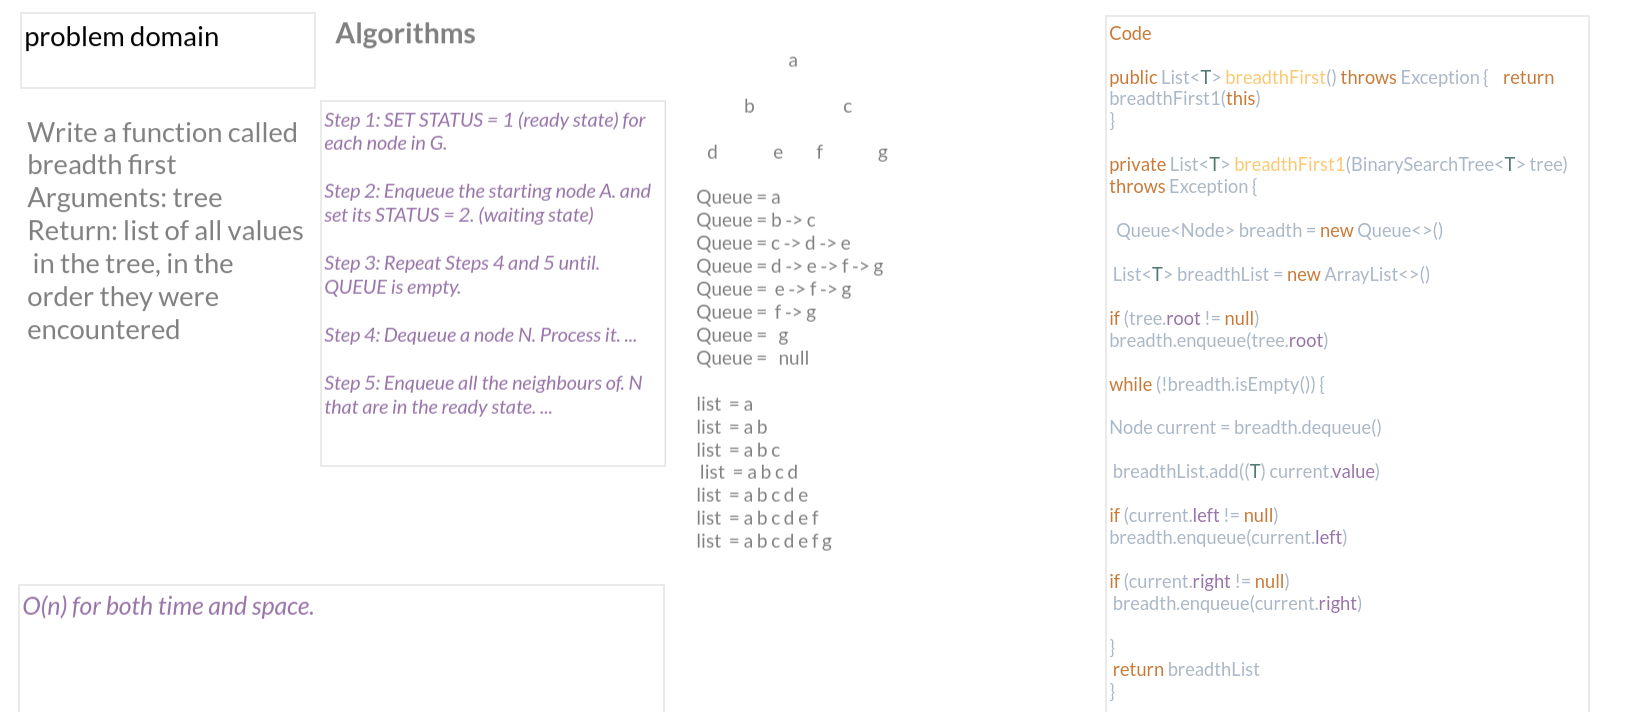 problem domain
Write a function called
breadth first
Arguments: tree
Return: list of all values
in the tree, in the
order they were
encountered
Algorithms
Step 1: SET STATUS = 1 (ready state) for
each node in G.
Step 2: Enqueue the starting node A. and
set its STATUS = 2. (waiting state)
Step 3: Repeat Steps 4 and 5 until.
QUEUE is empty.
Step 4: Dequeue a node N. Process it. ...
Step 5: Enqueue all the neighbours of. N
that are in the ready state. ...
O(n) for both time and space.
a
b c
d e f g
Queue = a
Queue = b -> c
Queue = c -> d -> e
Queue = d -> e -> f -> g
Queue = e -> f -> g
Queue = f -> g
Queue = g
Queue = null
list = a
list = a b
list = a b c
list = a b c d
list = a b c d e
list = a b c d e f
list = a b c d e f g
Code
public List<T> breadthFirst() throws Exception { return
breadthFirst1(this)
}
private List<T> breadthFirst1(BinarySearchTree<T> tree)
throws Exception {
Queue<Node> breadth = new Queue<>()
List<T> breadthList = new ArrayList<>()
if (tree.root != null)
breadth.enqueue(tree.root)
while (!breadth.isEmpty()) {
Node current = breadth.dequeue()
breadthList.add((T) current.value)
if (current.left != null)
breadth.enqueue(current.left)
if (current.right != null)
breadth.enqueue(current.right)
}
return breadthList
}